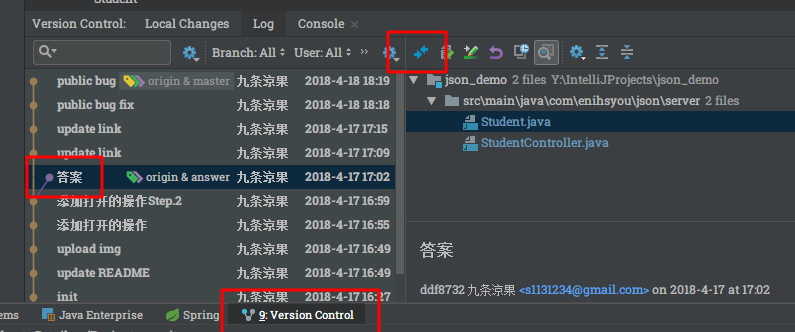 Student
Version Control: Local Changes Log Console
Branch: All User: All
public bug origin & master 九条凉果 2018-4-18 18:19
public bug fix 九条凉果 2018-4-18 18:18
update link 九条凉果 2018-4-17 17:15
update link 九条凉果 2018-4-17 17:09
答案 origin & answer 九条凉果 2018-4-17 17:02
添加打开的操作Step.2 九条凉果 2018-4-17 16:59
添加打开的操作 九条凉果 2018-4-17 16:55
upload img 九条凉果 2018-4-17 16:49
update README 九条凉果 2018-4-17 16:49
init 九条凉果 2018-4-17 16:27
json_demo 2 files Y:\IntelliJProjects\json_demo
src\main\java\com\enihsyou\json\server 2 files
Student.java
StudentController.java
答案
ddf8732 九条凉果 <s1131234@gmail.com> on 2018-4-17 at 17:02
Java Enterprise Spring 9: Version Control